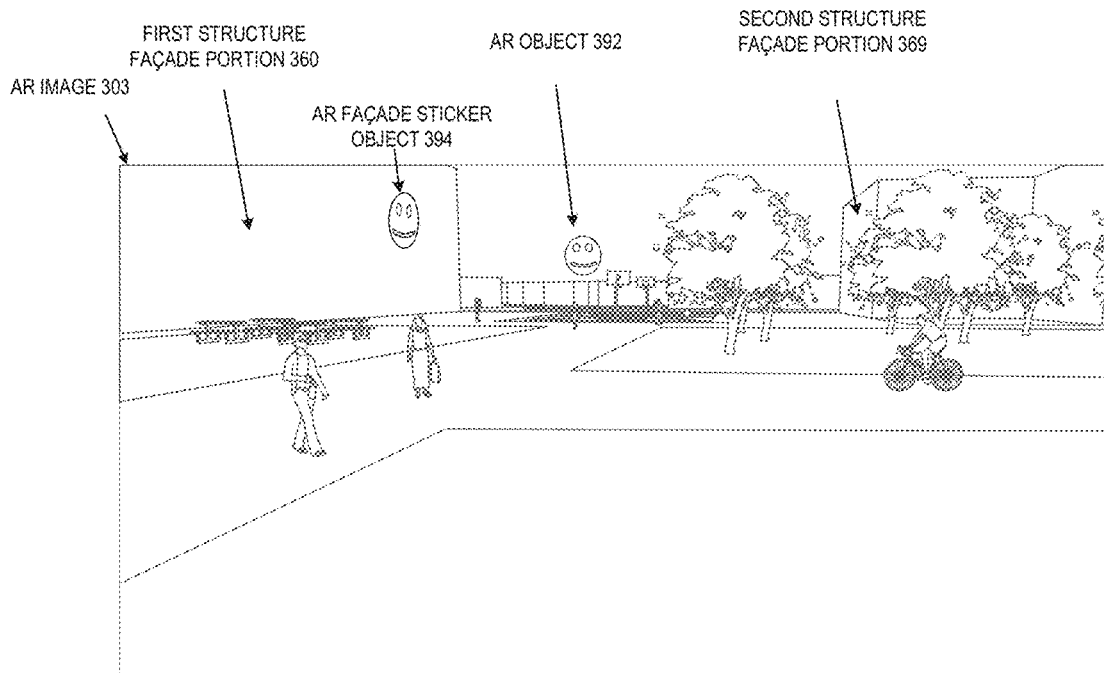 FIRST STRUCTURE
FAÇADE PORTION 360
AR IMAGE 303
AR FAÇADE STICKER
OBJECT 394
AR OBJECT 392
SECOND STRUCTURE
FAÇADE PORTION 369